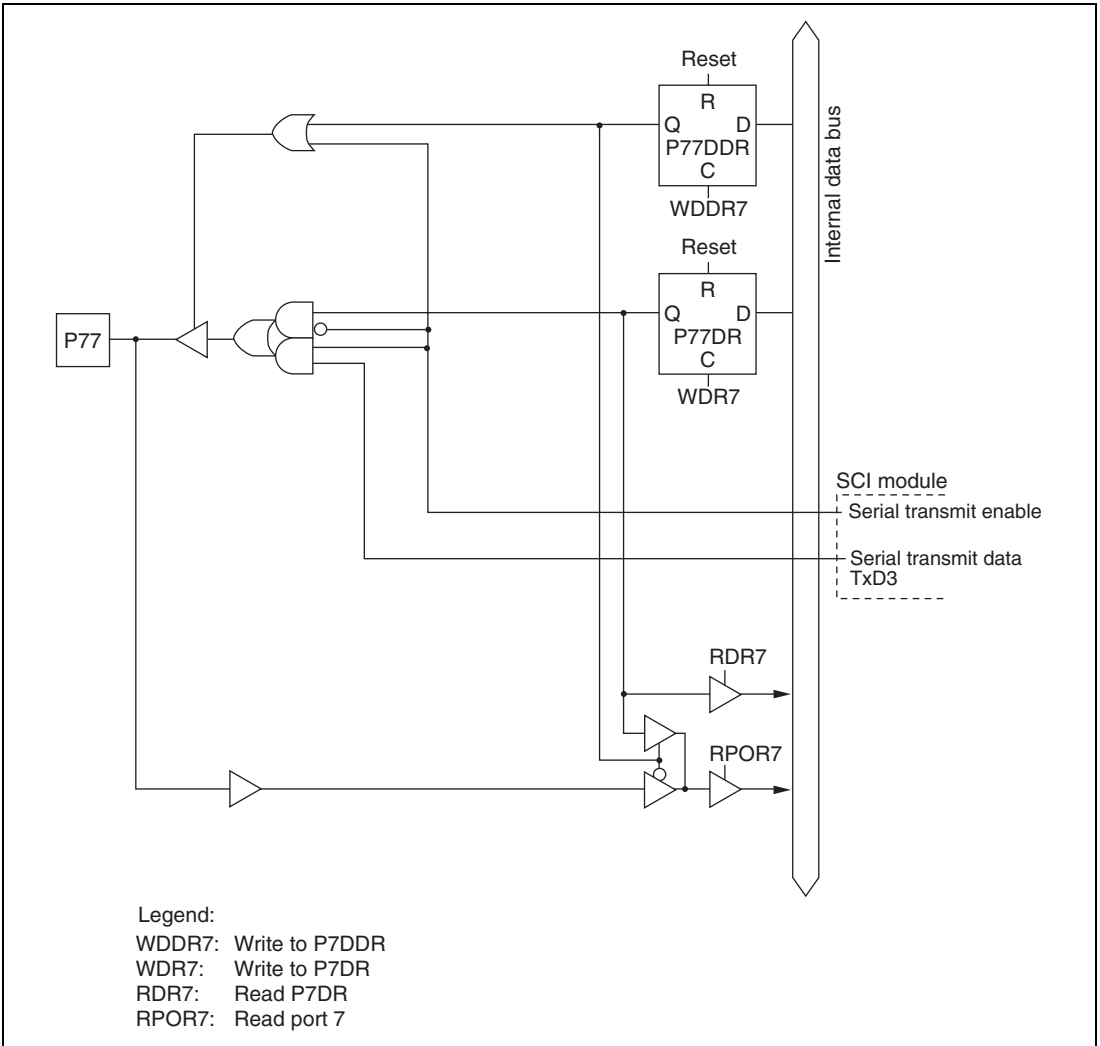 Reset
R
Q D
P77DDR
C
WDDR7
Internal data bus
Reset
R
Q D
P77DR
C
WDR7
P77
SCI module
Serial transmit enable
Serial transmit data
TxD3
RDR7
RPOR7
Legend:
WDDR7: Write to P7DDR
WDR7: Write to P7DR
RDR7: Read P7DR
RPOR7: Read port 7